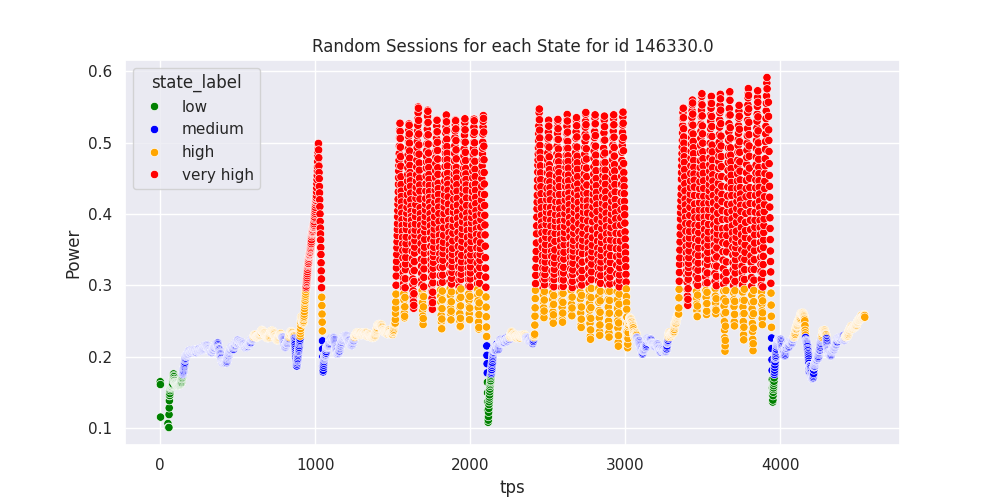 Random Sessions for each State for id 146330.0
state_label
low
medium
high
very high
Power
0.6
0.5
0.4
0.3
0.2
0.1
0 1000 2000 3000 4000
tps